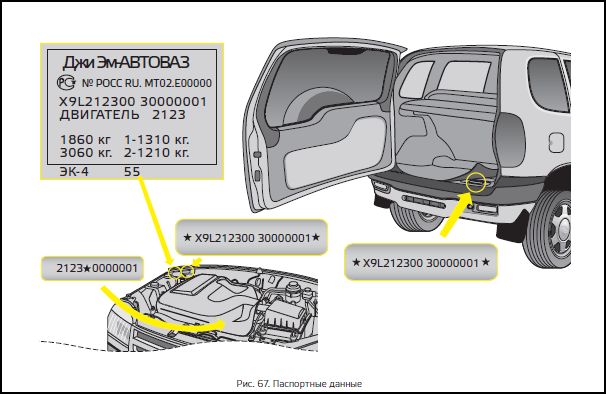 Джи Эм-АВТОВАЗ
РСТ № РОСС RU. МТ02.Е00000
X9L212300 30000001
ДВИГАТЕЛЬ 2123
1860 кг 1-1310 кг.
3060 кг. 2-1210 кг.
ЭК-4 55
★ X9L212300 30000001 ★
2123★0000001
★ X9L212300 30000001 ★
Рис. 67. Паспортные данные